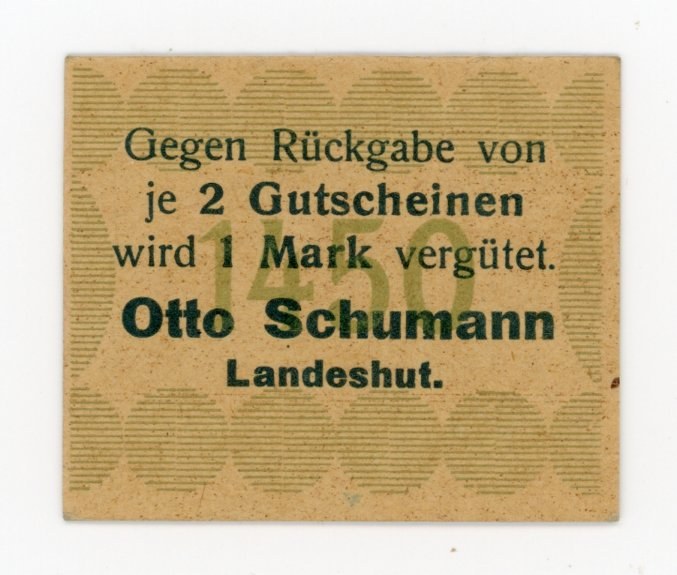 Gegen Rückgabe von
je 2 Gutscheinen
wird 1 Mark vergütet.
1450
Otto Schumann
Landeshut.